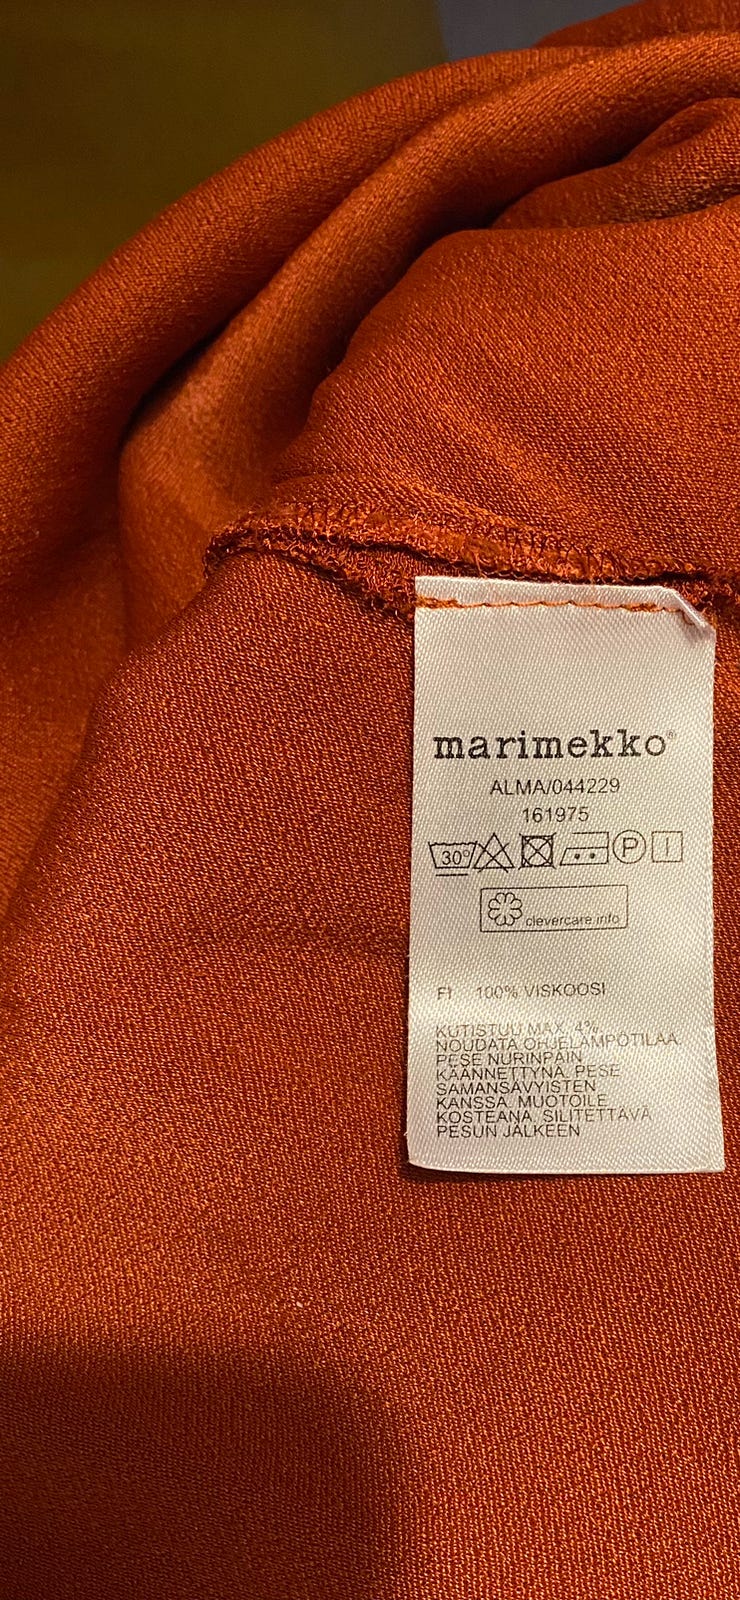 marimekko®
ALMA/044229
161975
30° P
clevercare.info
FI 100% VISKOOSI
KUTISTUU MAX. 4%.
NOUDATA OHJELÄMPÖTILAA.
PESE NURINPÄIN
KÄÄNNETTYNÄ. PESE
SAMANSÄVYISTEN
KANSSA. MUOTOILE
KOSTEANA. SILITETTÄVÄ
PESUN JÄLKEEN